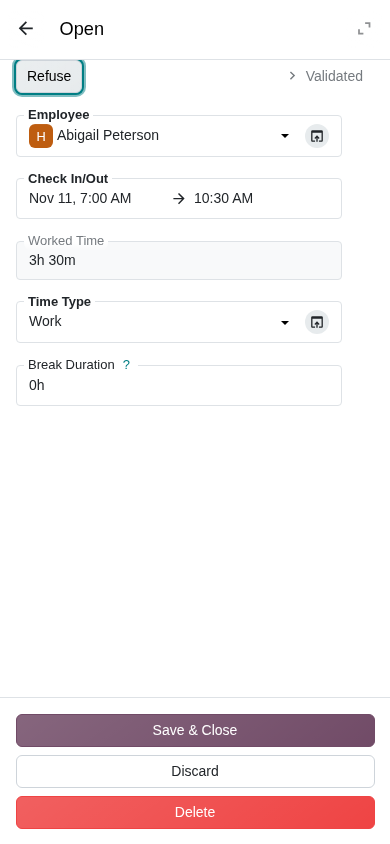 Open
Refuse
Validated
Employee
H Abigail Peterson
Check In/Out
Nov 11, 7:00 AM → 10:30 AM
Worked Time
3h 30m
Time Type
Work
Break Duration ?
0h
Save & Close
Discard
Delete